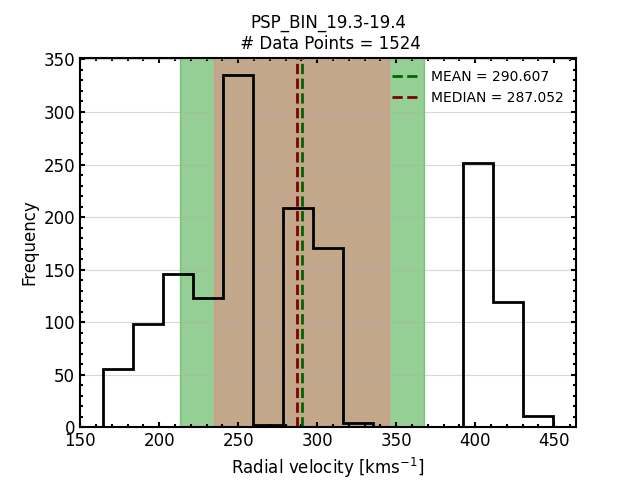 PSP_BIN_19.3-19.4
# Data Points = 1524
350
300
250
200
150
100
50
0
Frequency
MEAN = 290.607
MEDIAN = 287.052
150 200 250 300 350 400 450
Radial velocity [kms⁻¹]